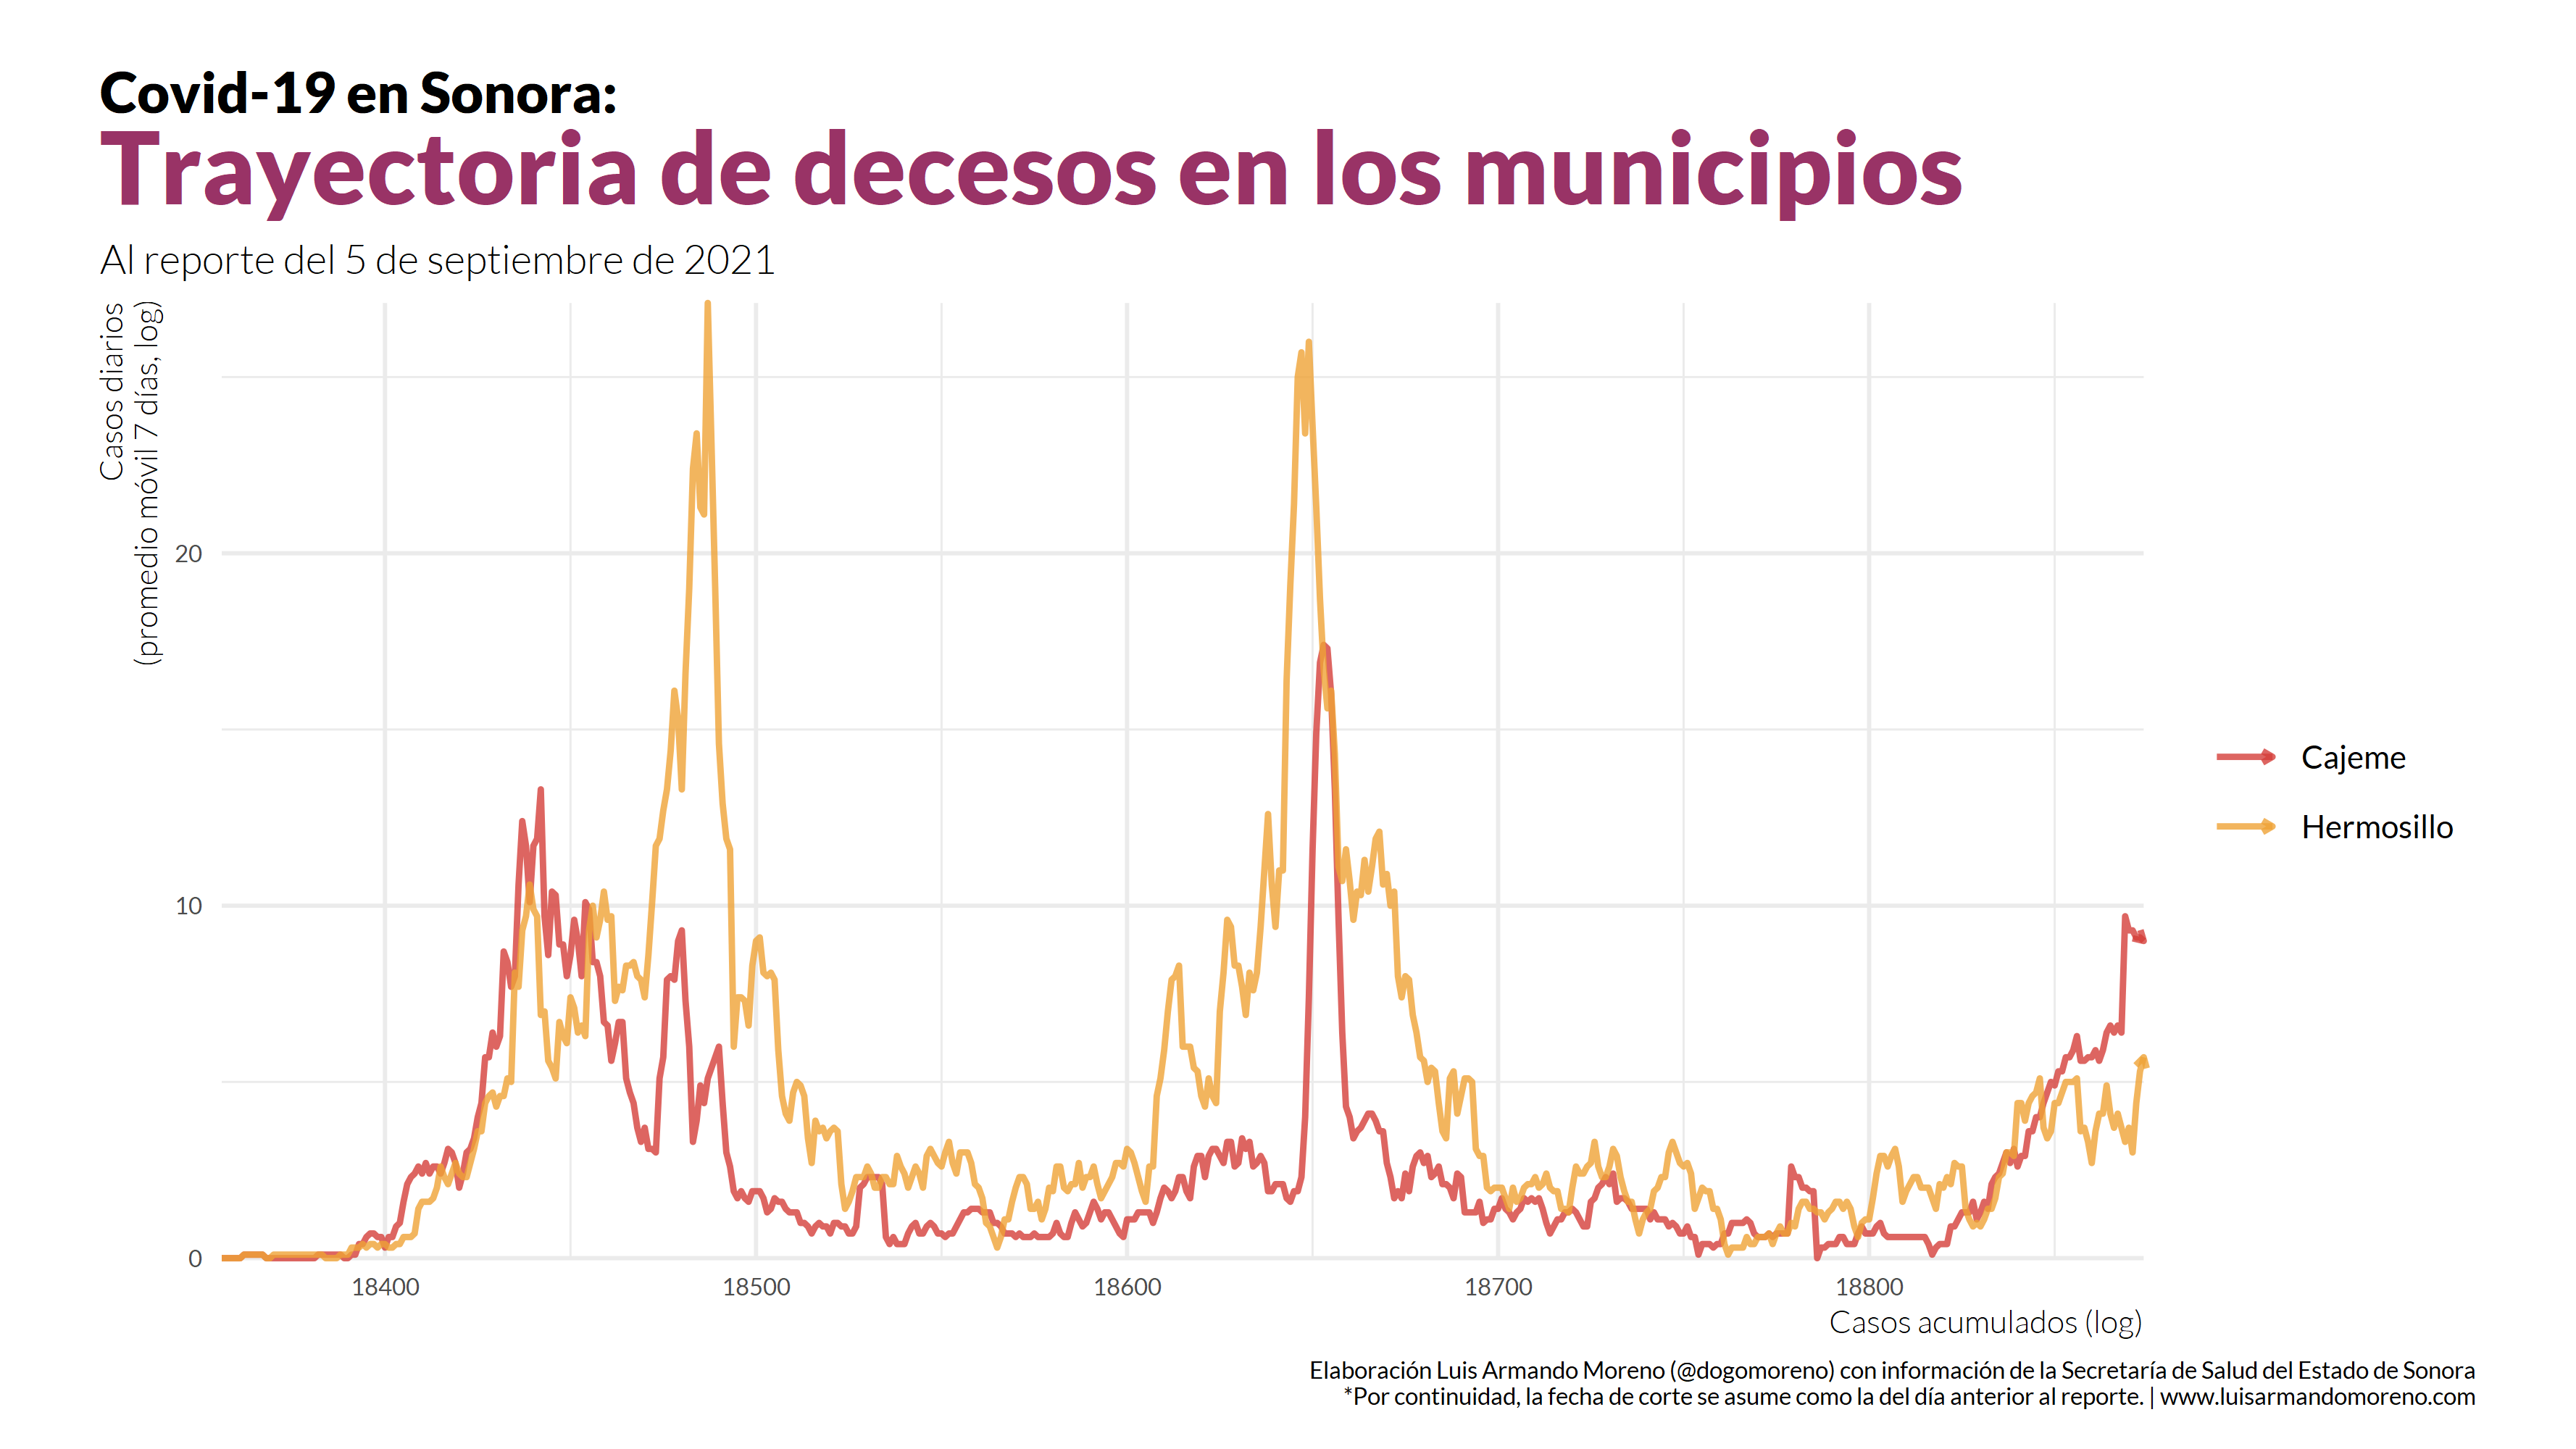 Covid-19 en Sonora:
Trayectoria de decesos en los municipios
Al reporte del 5 de septiembre de 2021
Casos diarios
(promedio móvil 7 días, log)
20
10
0
18400
18500
18600
18700
18800
Casos acumulados (log)
Cajeme
Hermosillo
Elaboración Luis Armando Moreno (@dogomoreno) con información de la Secretaría de Salud del Estado de Sonora
*Por continuidad, la fecha de corte se asume como la del día anterior al reporte. | www.luisarmandomoreno.com